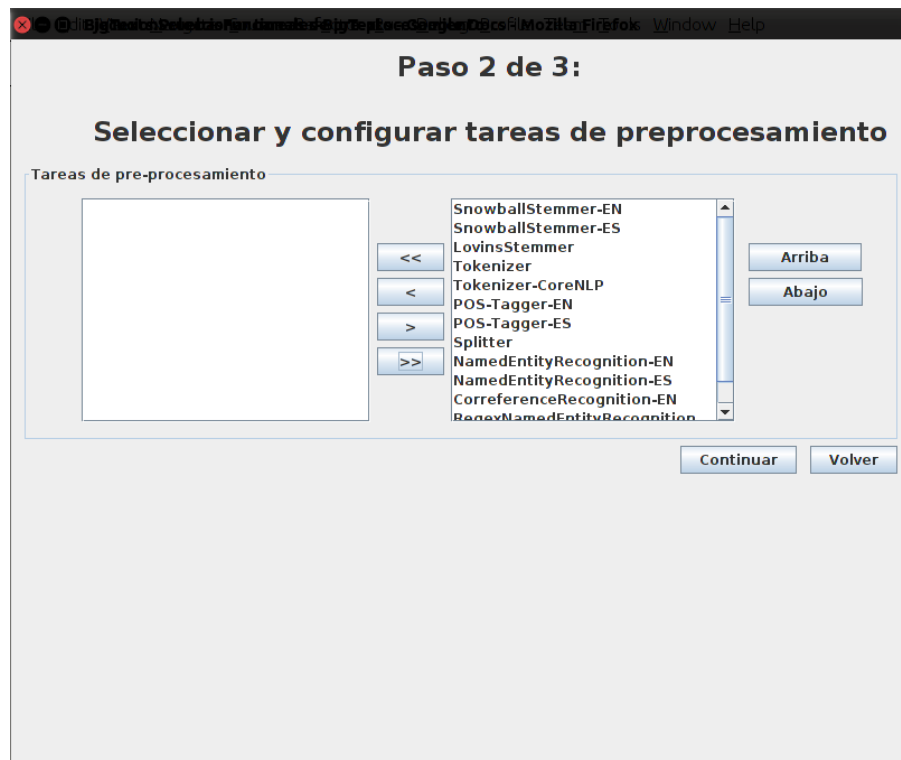 Window Help
Paso 2 de 3:
Seleccionar y configurar tareas de preprocesamiento
Tareas de pre-procesamiento
<<
<
>
>>
SnowballStemmer-EN
SnowballStemmer-ES
LovinsStemmer
Tokenizer
Tokenizer-CoreNLP
POS-Tagger-EN
POS-Tagger-ES
Splitter
NamedEntityRecognition-EN
NamedEntityRecognition-ES
CorreferenceRecognition-EN
RegexNamedEntityRecognition
Arriba
Abajo
Continuar
Volver